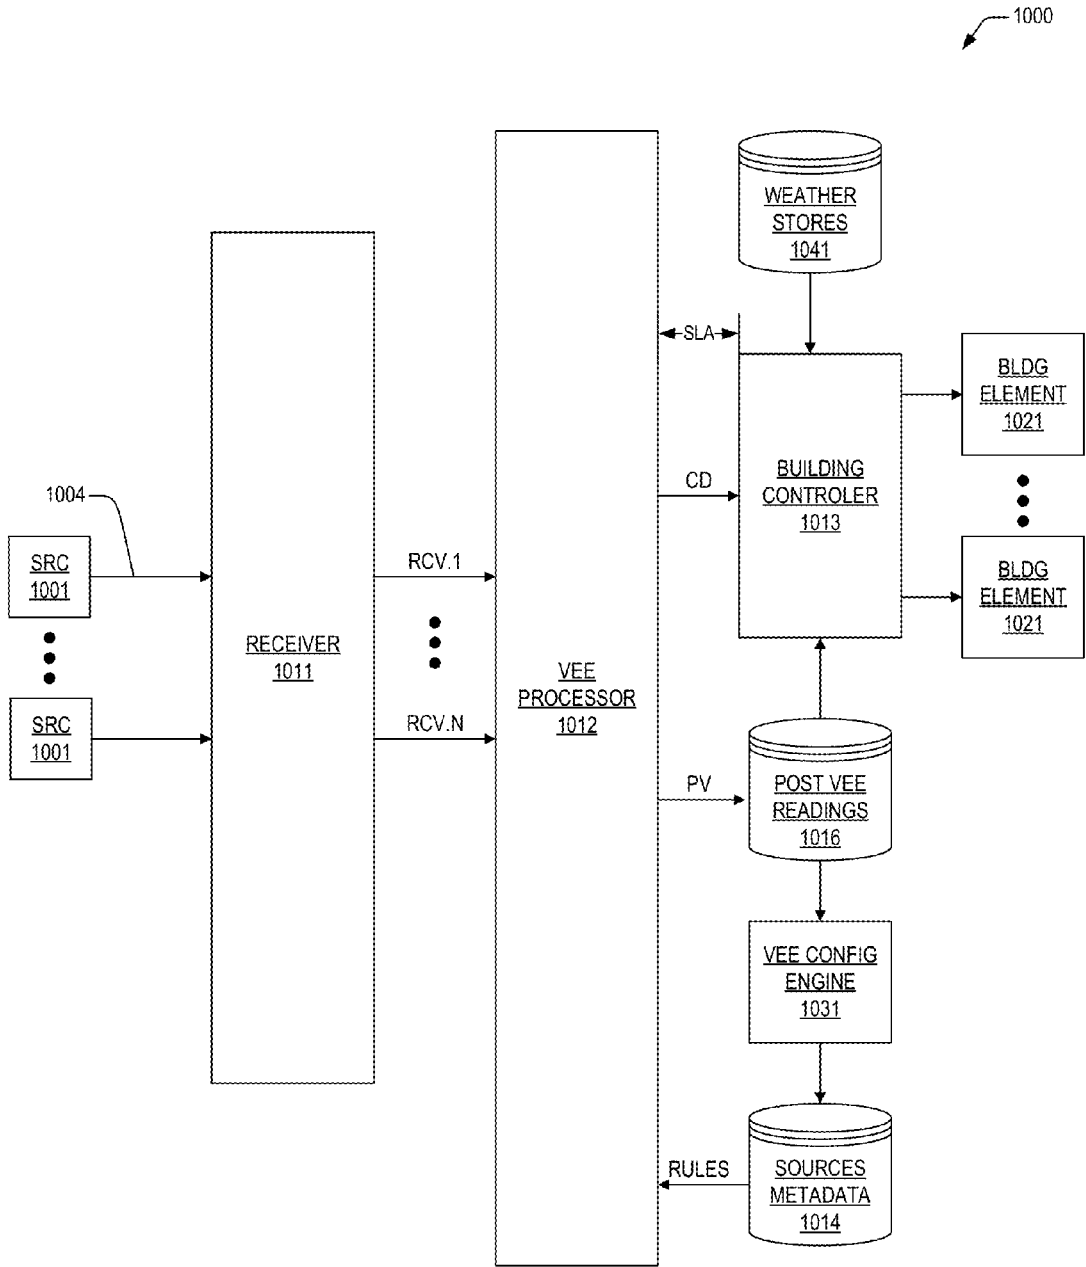 1000
WEATHER
STORES
1041
SLA
BLDG
ELEMENT
1021
BUILDING
CONTROLER
1013
CD
1004
SRC
1001
RCV.1
BLDG
ELEMENT
1021
RECEIVER
1011
VEE
PROCESSOR
1012
SRC
1001
RCV.N
PV
POST VEE
READINGS
1016
VEE CONFIG
ENGINE
1031
RULES
SOURCES
METADATA
1014